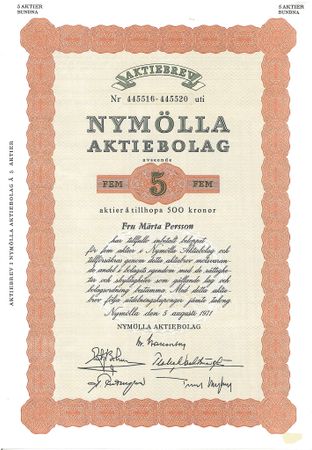 5 AKTIER
BUNDNA
5 AKTIER
BUNDNA
AKTIEBREV
Nr 445516-445520 uti
NYMÖLLA
AKTIEBOLAG
avseende
FEM 5 FEM
aktier å tillhopa 500 kronor
Fru Märta Persson
har tillfullo inbetalt beloppet
för fem aktier i Nymölla Aktiebolag och
tillförsäkras genom detta aktiebrev motsvaran-
de andel i bolagets egendom med de rättighe-
ter och skyldigheter som gällande lag och
bolagsordning bestämma. Med detta aktie-
brev följa utdelningskuponger jämte talong
Nymölla den 5 augusti 1971
NYMÖLLA AKTIEBOLAG
AKTIEBREV I NYMÖLLA AKTIEBOLAG Å 5 AKTIER